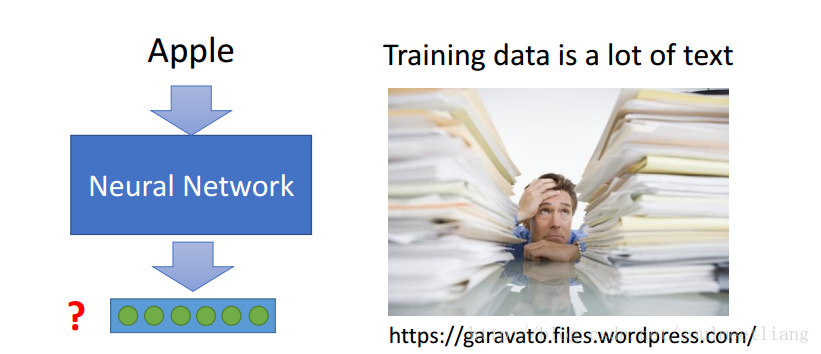 Apple
Training data is a lot of text
Neural Network
?
https://garavato.files.wordpress.com/